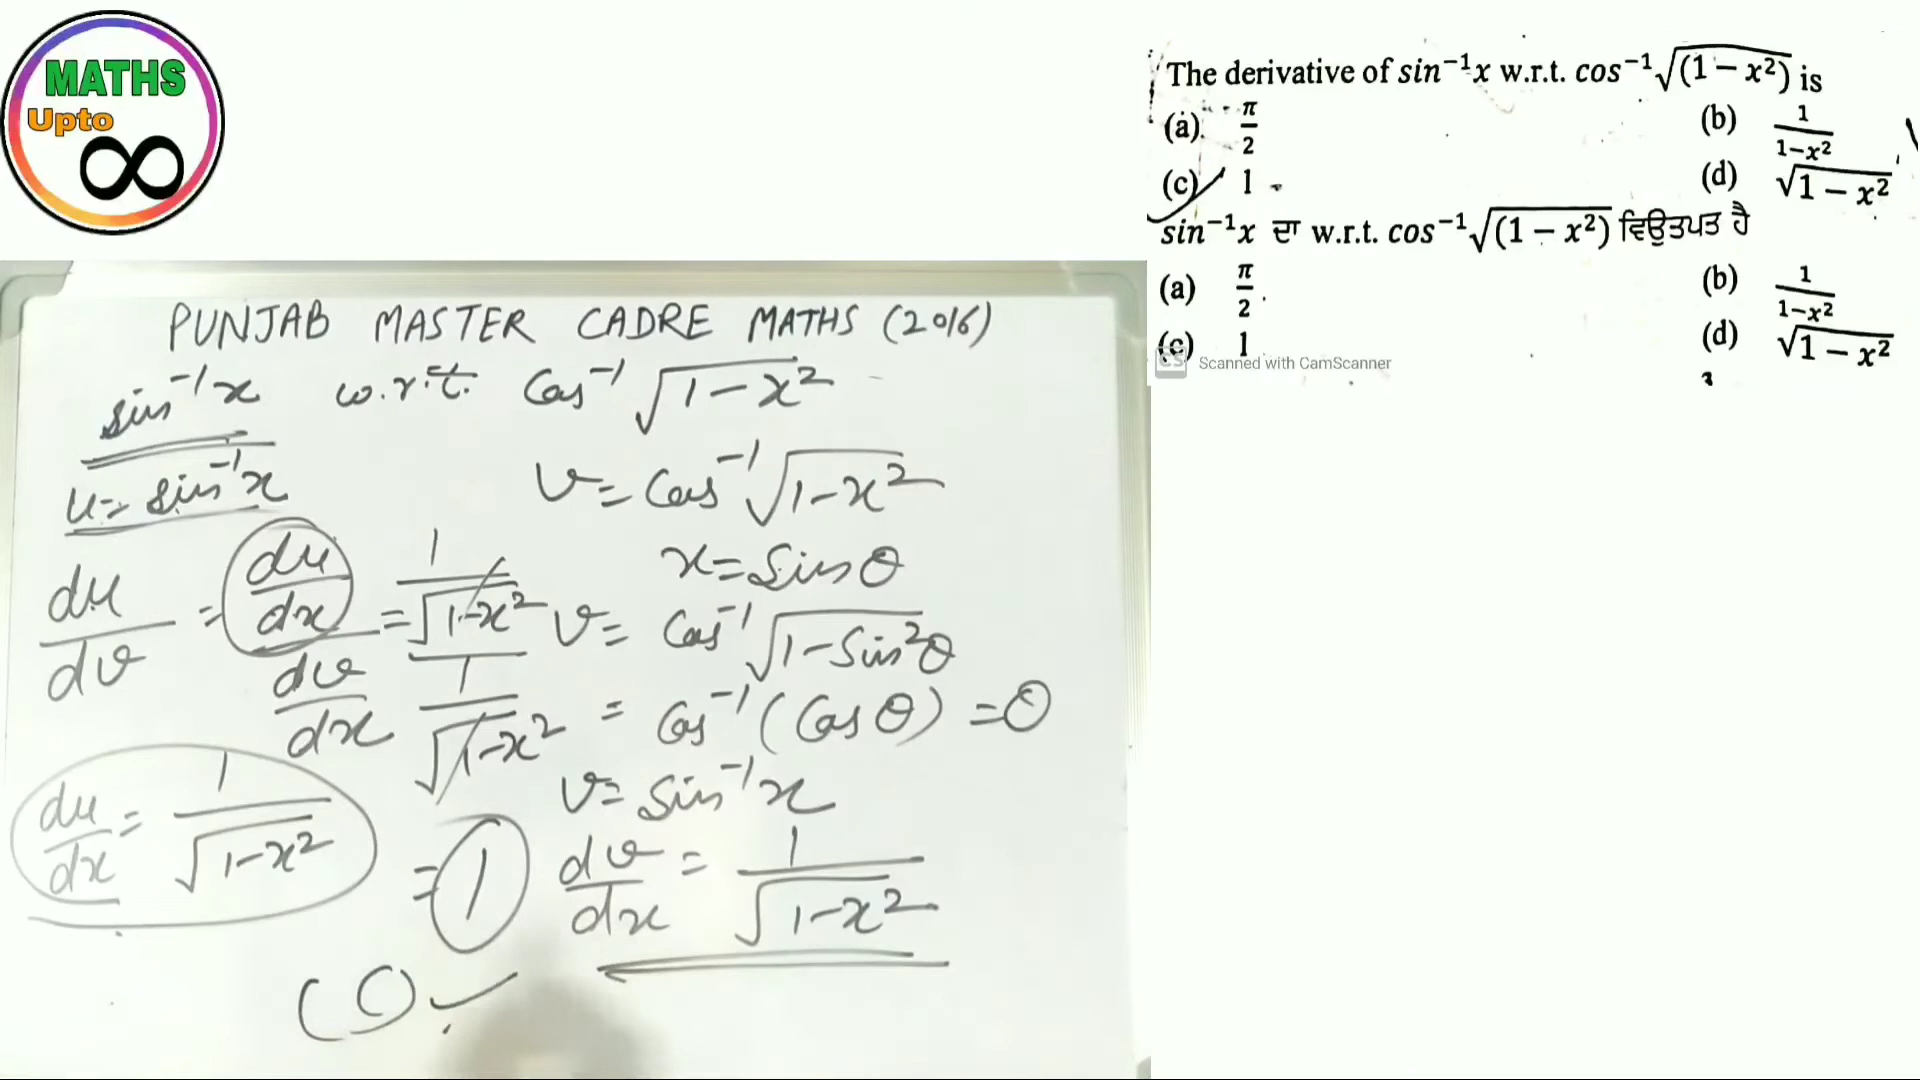 MATHS
Upto
∞
The derivative of sin⁻¹x w.r.t. cos⁻¹√(1 − x²) is
(a) π/2 (b) 1/(1−x²)
(c) 1 (d) √1 − x²
sin⁻¹x ਦਾ w.r.t. cos⁻¹√(1 − x²) ਵਿਉਤਪਤ ਹੈ
(a) π/2 (b) 1/(1−x²)
(c) 1 (d) √1 − x²
CS Scanned with CamScanner
PUNJAB MASTER CADRE MATHS (2016)
sin⁻¹x w.r.t. Cos⁻¹ √1−x²
u= sin⁻¹x
du/dv = (du/dx)/(dv/dx) = (1/√1−x²)/(1/√1−x²)
du/dx = 1/√1−x²
= 1
v= Cos⁻¹√1−x²
x= Sinθ
v= Cos⁻¹√1−Sin²θ
= Cos⁻¹(Cosθ) =θ
v= Sin⁻¹x
dv/dx = 1/√1−x²
(C) ✓